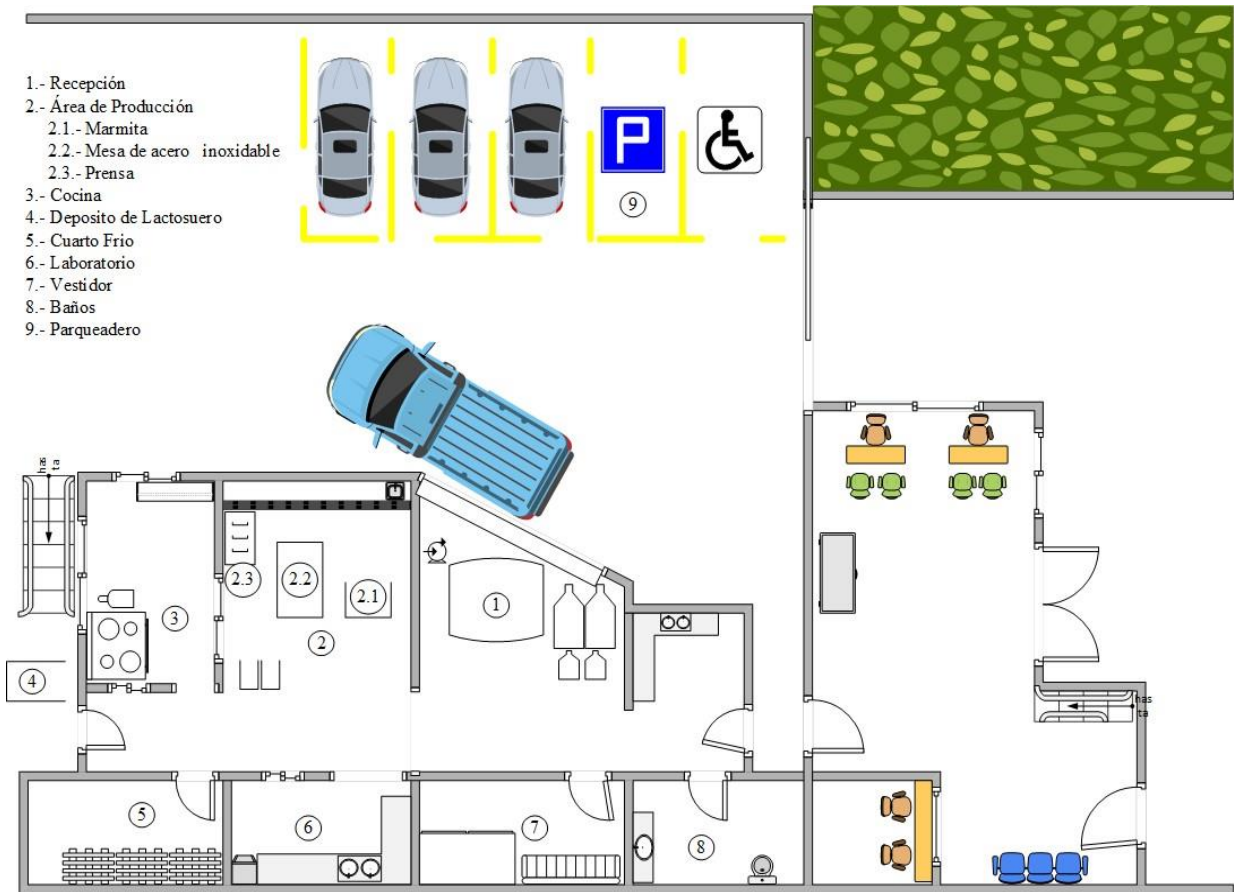 1.- Recepción
2.- Área de Producción
2.1.- Marmita
2.2.- Mesa de acero inoxidable
2.3.- Prensa
3.- Cocina
4.- Deposito de Lactosuero
5.- Cuarto Frio
6.- Laboratorio
7.- Vestidor
8.- Baños
9.- Parqueadero
P
9
has
ta
2.3
2.2
2.1
1
3
2
4
has
ta
5
6
7
8